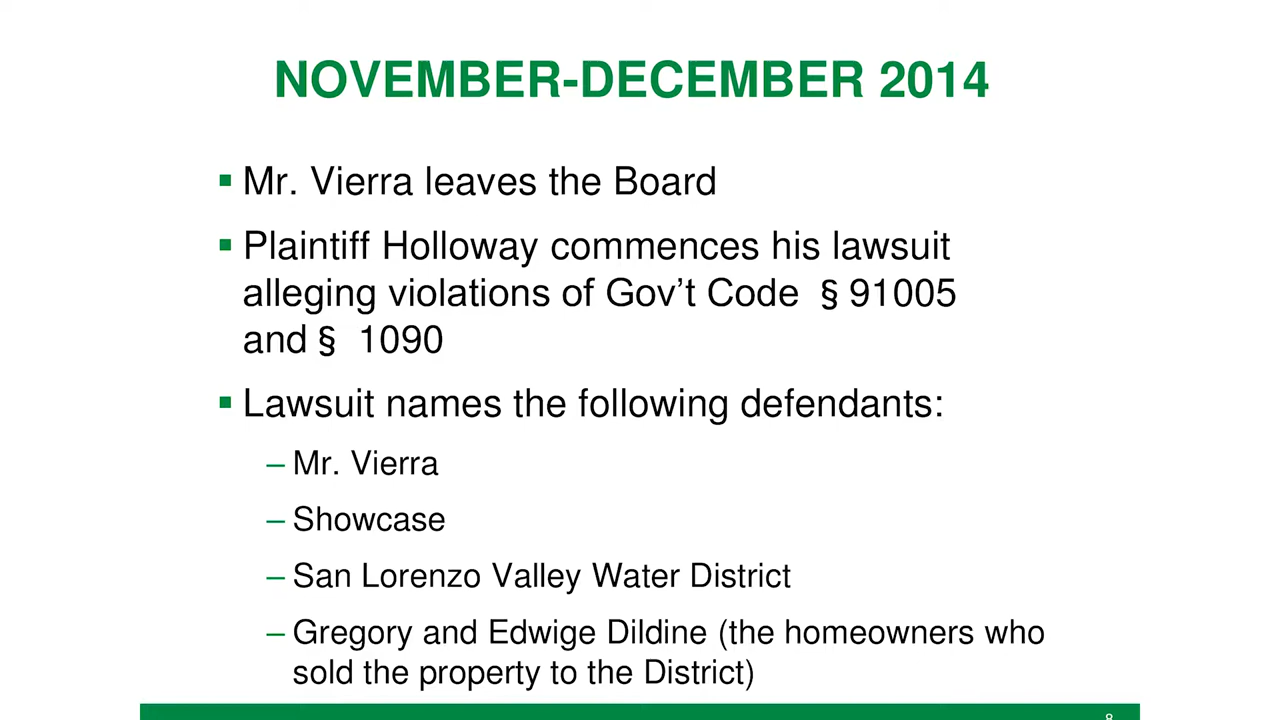 NOVEMBER-DECEMBER 2014
▪ Mr. Vierra leaves the Board
▪ Plaintiff Holloway commences his lawsuit
alleging violations of Gov’t Code § 91005
and § 1090
▪ Lawsuit names the following defendants:
– Mr. Vierra
– Showcase
– San Lorenzo Valley Water District
– Gregory and Edwige Dildine (the homeowners who
sold the property to the District)
8